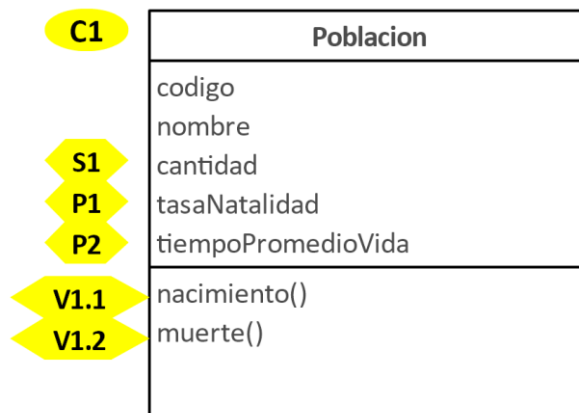 C1 Poblacion
codigo
nombre
S1 cantidad
P1 tasaNatalidad
P2 tiempoPromedioVida
V1.1 nacimiento()
V1.2 muerte()